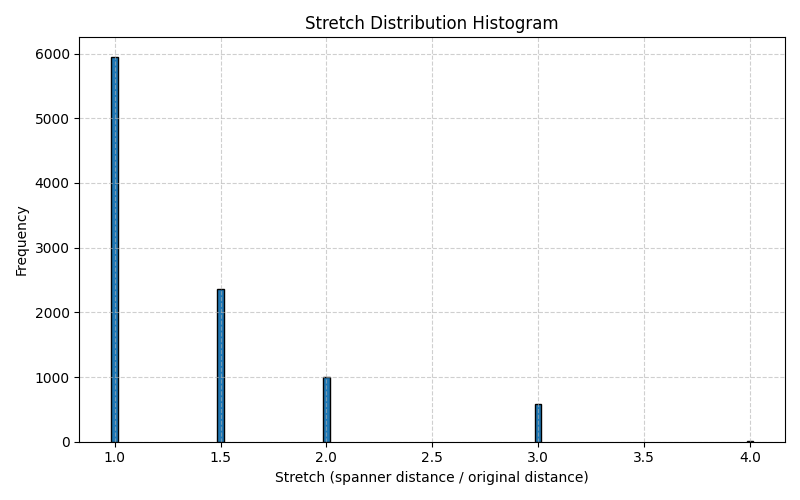 Stretch Distribution Histogram
Frequency
6000
5000
4000
3000
2000
1000
0
1.0 1.5 2.0 2.5 3.0 3.5 4.0
Stretch (spanner distance / original distance)